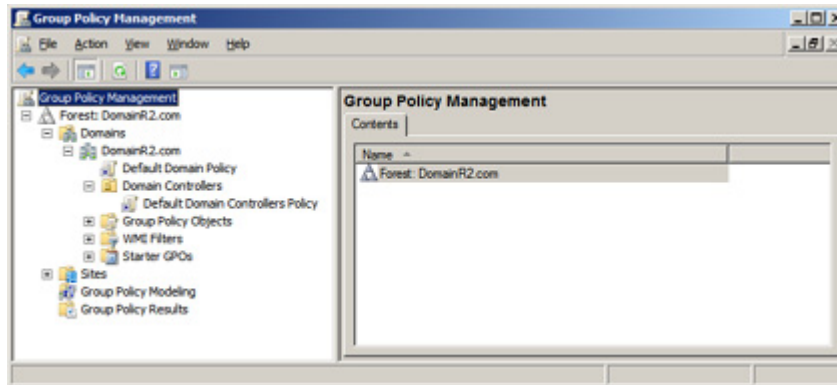 Group Policy Management
File Action View Window Help
Group Policy Management
Forest: DomainR2.com
Domains
DomainR2.com
Default Domain Policy
Domain Controllers
Default Domain Controllers Policy
Group Policy Objects
WMI Filters
Starter GPOs
Sites
Group Policy Modeling
Group Policy Results
Group Policy Management
Contents
Name
Forest: DomainR2.com